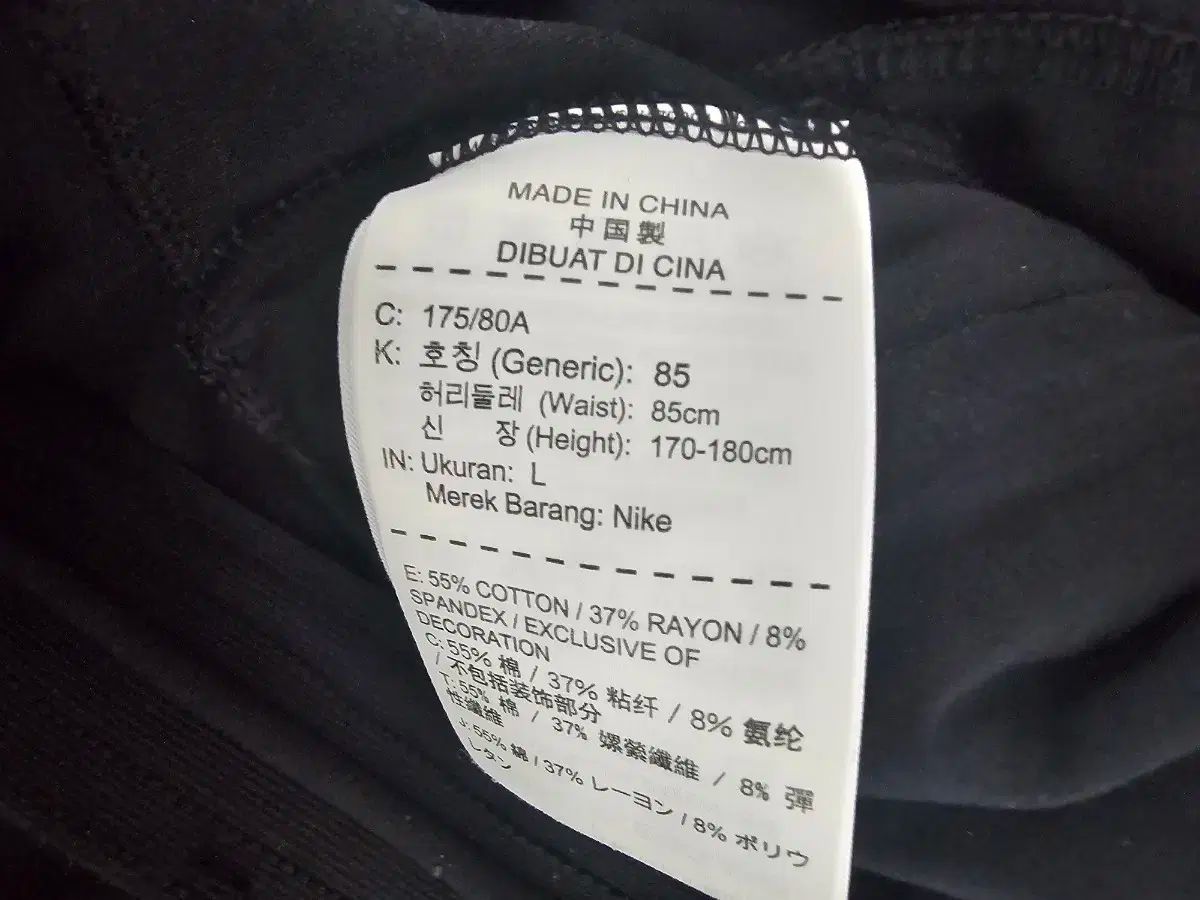 MADE IN CHINA
中国製
DIBUAT DI CINA
C: 175/80A
K: 호칭 (Generic): 85
허리둘레 (Waist): 85cm
신 장 (Height): 170-180cm
IN: Ukuran: L
Merek Barang: Nike
E: 55% COTTON / 37% RAYON / 8%
SPANDEX / EXCLUSIVE OF
DECORATION
C: 55% 棉 / 37% 粘纤 / 8% 氨纶
/ 不包括装饰部分
T: 55% 棉 / 37% 嫘縈纖維 / 8% 彈
性纖維
J: 55% 綿 / 37% レーヨン / 8% ポリウ
レタン